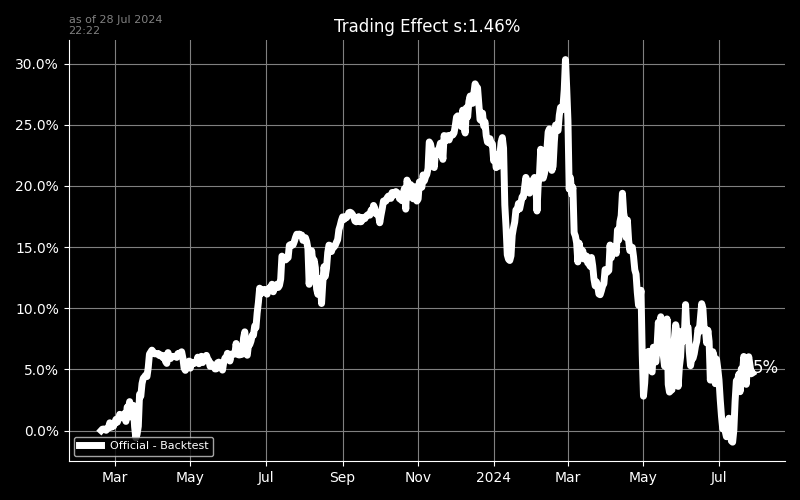 as of 28 Jul 2024
22:22
Trading Effect s:1.46%
30.0%
25.0%
20.0%
15.0%
10.0%
5.0%
0.0%
5%
Official - Backtest
Mar May Jul Sep Nov 2024 Mar May Jul